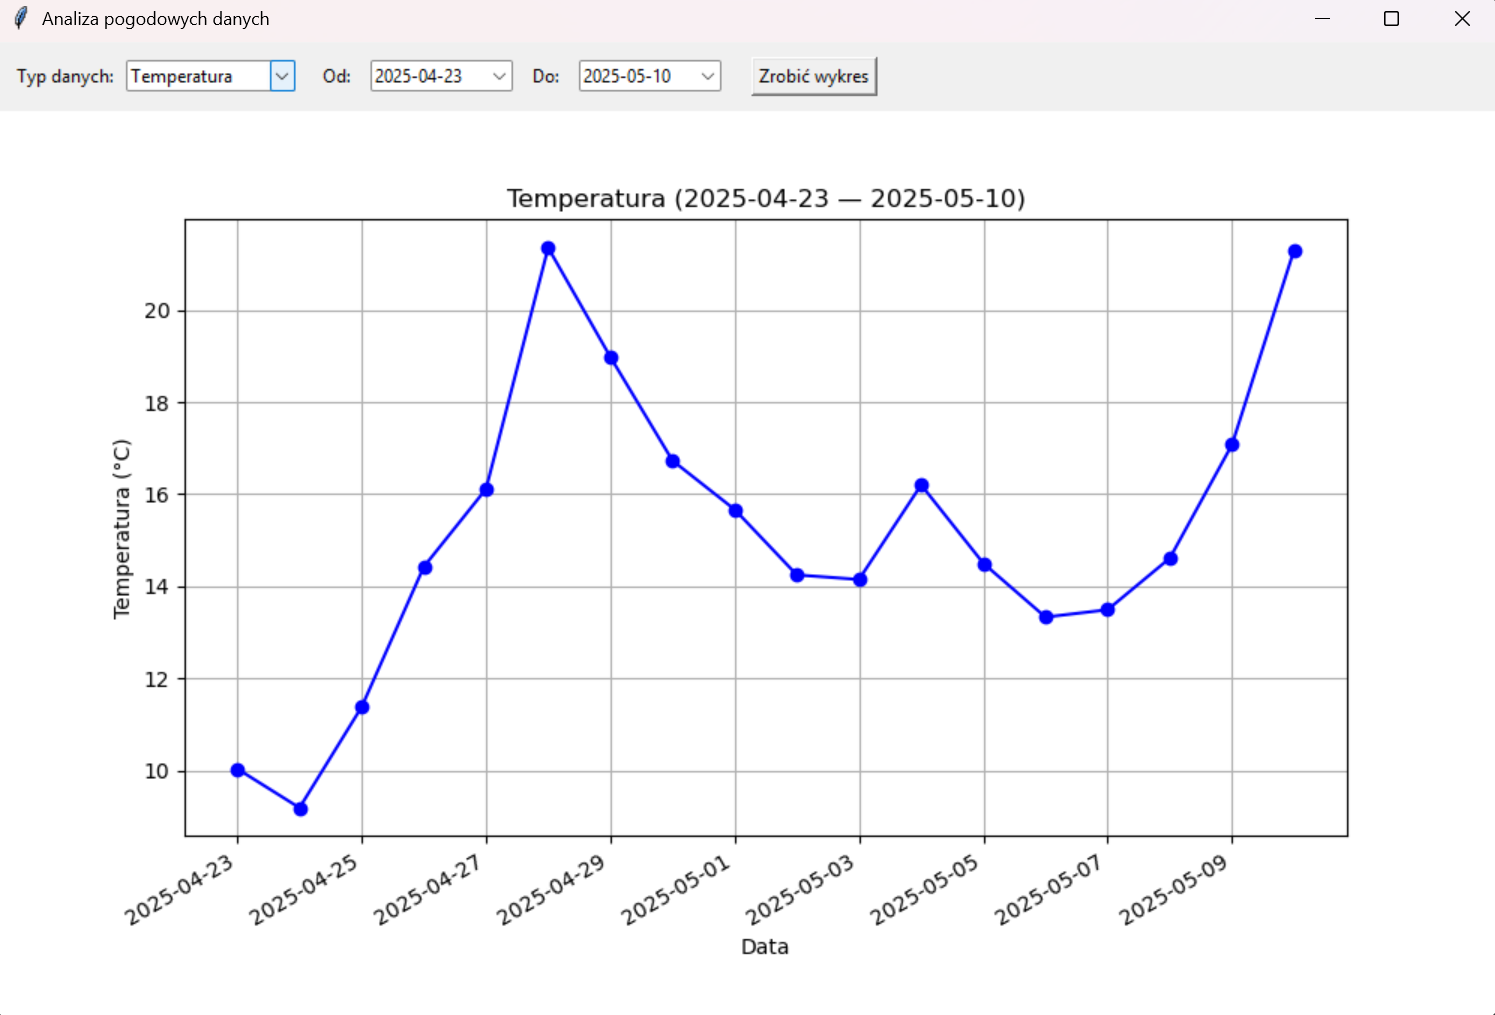 Analiza pogodowych danych
Typ danych: Temperatura Od: 2025-04-23 Do: 2025-05-10 Zrobić wykres
Temperatura (2025-04-23 — 2025-05-10)
Temperatura (°C)
20
18
16
14
12
10
2025-04-23 2025-04-25 2025-04-27 2025-04-29 2025-05-01 2025-05-03 2025-05-05 2025-05-07 2025-05-09
Data